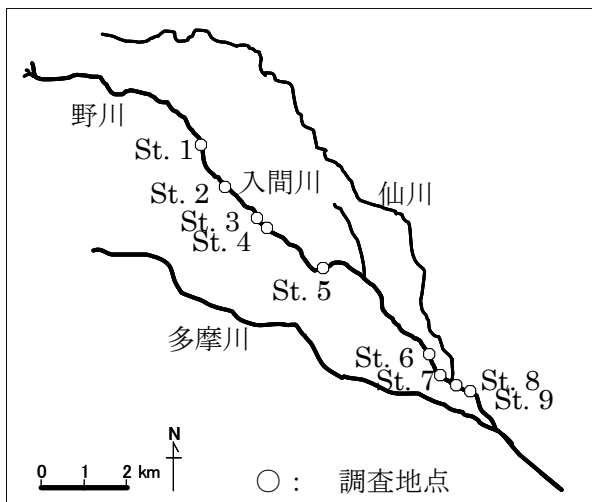 野川
St. 1
St. 2
入間川
仙川
St. 3
St. 4
St. 5
多摩川
St. 6
St. 7
St. 8
St. 9
N
0 1 2 km
○： 調査地点